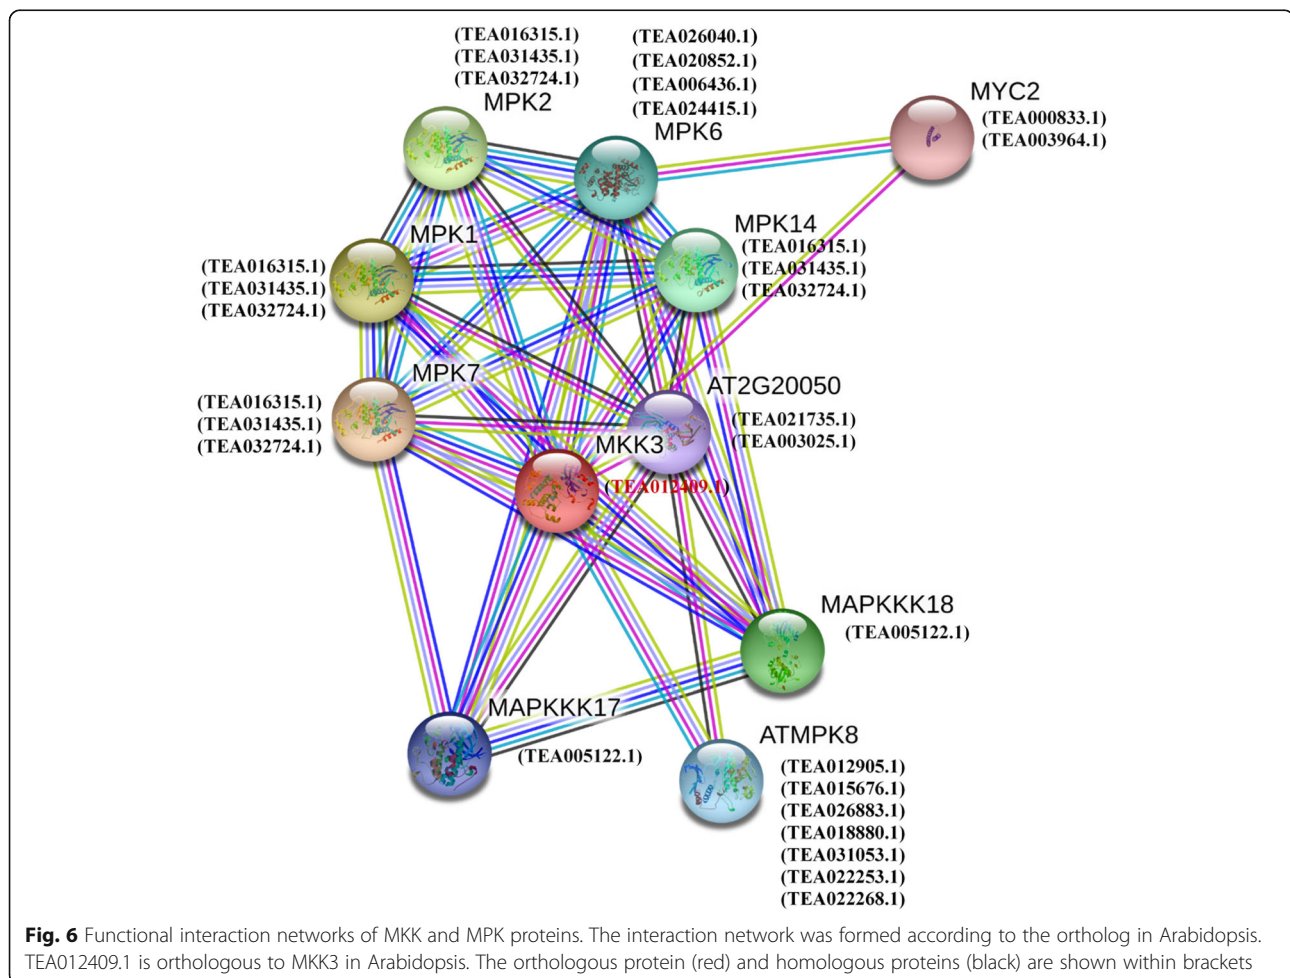 (TEA016315.1)
(TEA031435.1)
(TEA032724.1)
MPK2
(TEA026040.1)
(TEA020852.1)
(TEA006436.1)
(TEA024415.1)
MPK6
MYC2
(TEA000833.1)
(TEA003964.1)
MPK14
(TEA016315.1)
(TEA031435.1)
(TEA032724.1)
MPK1
(TEA016315.1)
(TEA031435.1)
(TEA032724.1)
MPK7
(TEA016315.1)
(TEA031435.1)
(TEA032724.1)
AT2G20050
(TEA021735.1)
(TEA003025.1)
MKK3
(TEA012409.1)
MAPKKK18
(TEA005122.1)
MAPKKK17
(TEA005122.1)
ATMPK8
(TEA012905.1)
(TEA015676.1)
(TEA026883.1)
(TEA018880.1)
(TEA031053.1)
(TEA022253.1)
(TEA022268.1)
Fig. 6 Functional interaction networks of MKK and MPK proteins. The interaction network was formed according to the ortholog in Arabidopsis.
TEA012409.1 is orthologous to MKK3 in Arabidopsis. The orthologous protein (red) and homologous proteins (black) are shown within brackets